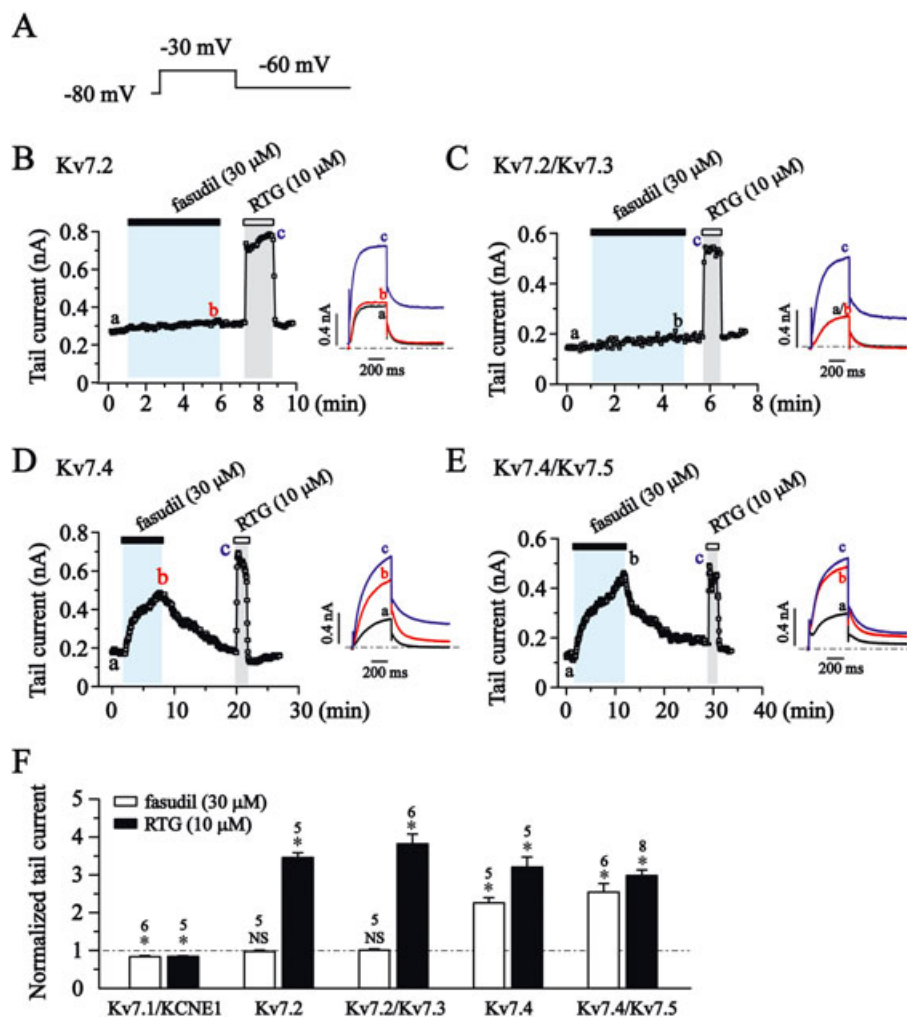 A
-30 mV
-60 mV
-80 mV
B Kv7.2
fasudil (30 μM)
RTG (10 μM)
Tail current (nA)
0.8
0.6
0.4
0.2
0
a
b
c
0 2 4 6 8 10 (min)
c
b
a
0.4 nA
200 ms
C Kv7.2/Kv7.3
fasudil (30 μM)
RTG (10 μM)
Tail current (nA)
0.6
0.4
0.2
0
a
b
c
0 2 4 6 8 (min)
c
a/b
0.4 nA
200 ms
D Kv7.4
fasudil (30 μM)
RTG (10 μM)
Tail current (nA)
0.8
0.6
0.4
0.2
0
a
b
c
0 10 20 30 (min)
c
b
a
0.4 nA
200 ms
E Kv7.4/Kv7.5
fasudil (30 μM)
RTG (10 μM)
Tail current (nA)
0.6
0.4
0.2
0
a
b
c
0 10 20 30 40 (min)
c
b
a
0.4 nA
200 ms
F
fasudil (30 μM)
RTG (10 μM)
Normalized tail current
5
4
3
2
1
0
6 *
5 *
5 NS
5 *
5 NS
6 *
5 *
5 *
6 *
8 *
Kv7.1/KCNE1 Kv7.2 Kv7.2/Kv7.3 Kv7.4 Kv7.4/Kv7.5